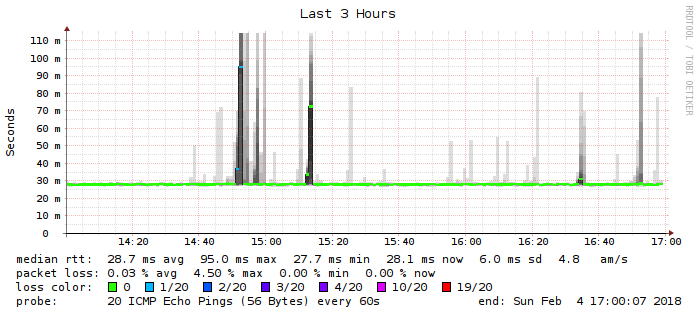 Last 3 Hours
RRDTOOL / TOBI OETIKER
Seconds
110 m
100 m
90 m
80 m
70 m
60 m
50 m
40 m
30 m
20 m
10 m
0
14:20 14:40 15:00 15:20 15:40 16:00 16:20 16:40 17:00
median rtt: 28.7 ms avg 95.0 ms max 27.7 ms min 28.1 ms now 6.0 ms sd 4.8 am/s
packet loss: 0.03 % avg 4.50 % max 0.00 % min 0.00 % now
loss color: 0 1/20 2/20 3/20 4/20 10/20 19/20
probe: 20 ICMP Echo Pings (56 Bytes) every 60s end: Sun Feb 4 17:00:07 2018